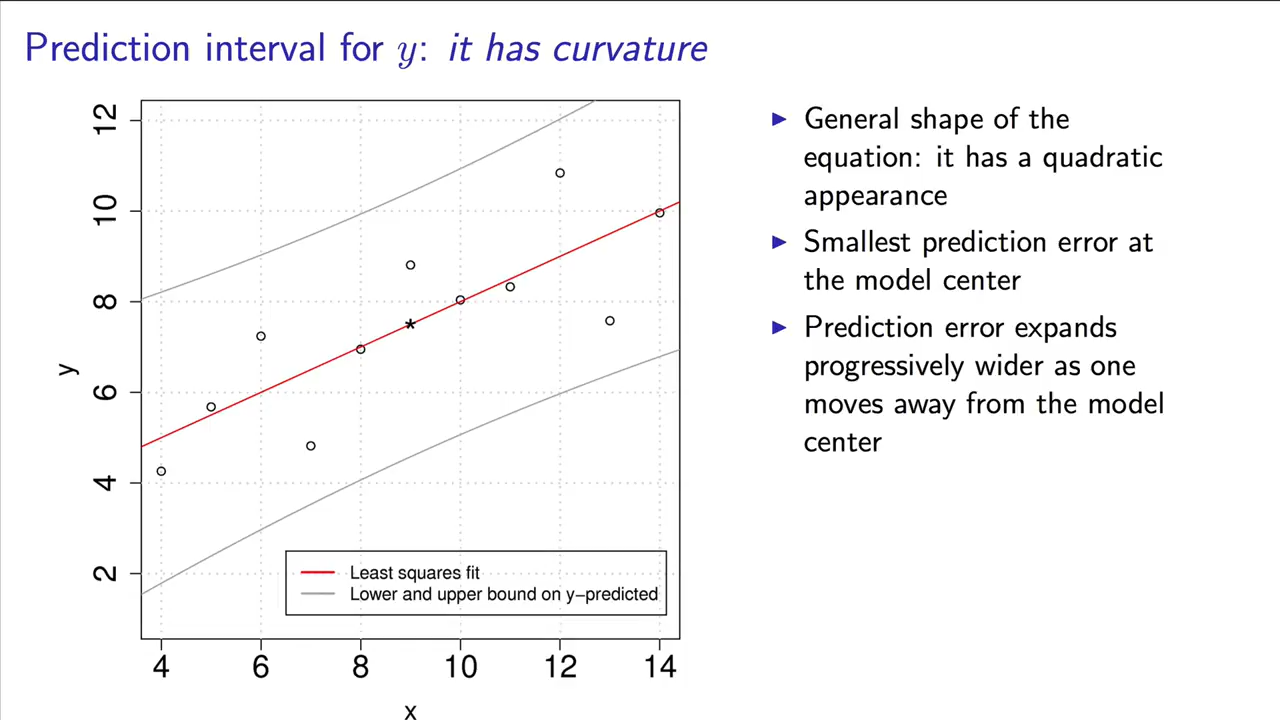 Prediction interval for y: it has curvature
12
10
8
6
4
2
y
Least squares fit
Lower and upper bound on y−predicted
4 6 8 10 12 14
x
▶ General shape of the
equation: it has a quadratic
appearance
▶ Smallest prediction error at
the model center
▶ Prediction error expands
progressively wider as one
moves away from the model
center